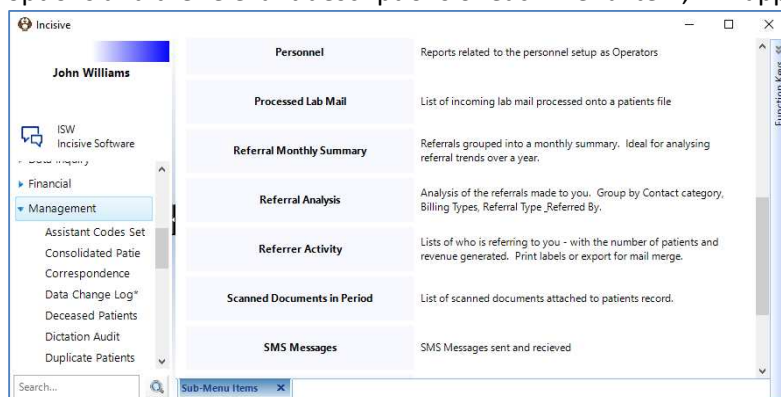 Incisive
John Williams
ISW
Incisive Software
Data Inquiry
Financial
Management
Assistant Codes Set
Consolidated Patie
Correspondence
Data Change Log*
Deceased Patients
Dictation Audit
Duplicate Patients
Search...
Personnel
Reports related to the personnel setup as Operators
Processed Lab Mail
List of incoming lab mail processed onto a patients file
Referral Monthly Summary
Referrals grouped into a monthly summary. Ideal for analysing
referral trends over a year.
Referral Analysis
Analysis of the referrals made to you. Group by Contact category,
Billing Types, Referral Type ,Referred By.
Referrer Activity
Lists of who is referring to you - with the number of patients and
revenue generated. Print labels or export for mail merge.
Scanned Documents in Period
List of scanned documents attached to patients record.
SMS Messages
SMS Messages sent and recieved
Sub-Menu Items X
Function Keys